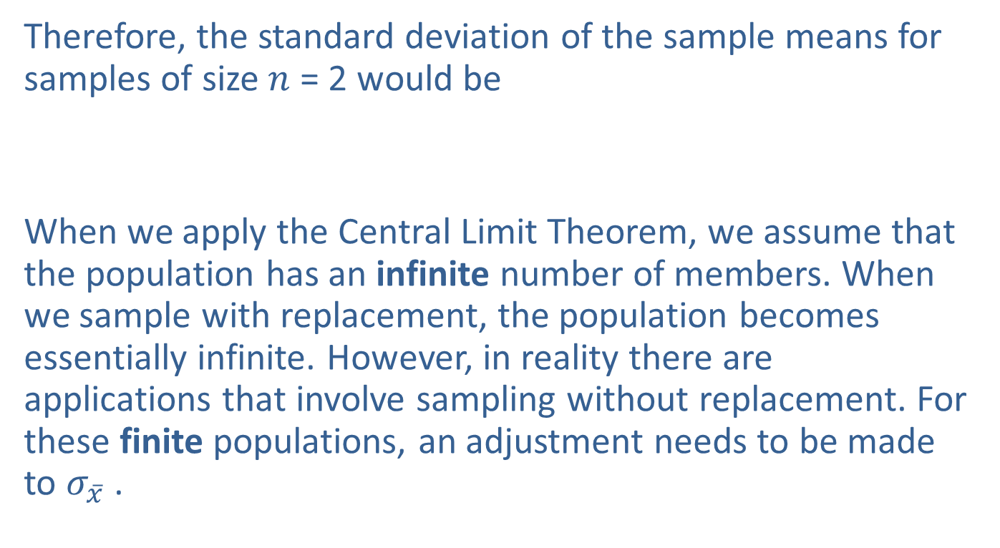 Therefore, the standard deviation of the sample means for
samples of size 𝑛 = 2 would be
When we apply the Central Limit Theorem, we assume that
the population has an infinite number of members. When
we sample with replacement, the population becomes
essentially infinite. However, in reality there are
applications that involve sampling without replacement. For
these finite populations, an adjustment needs to be made
to 𝜎𝑥̅ .